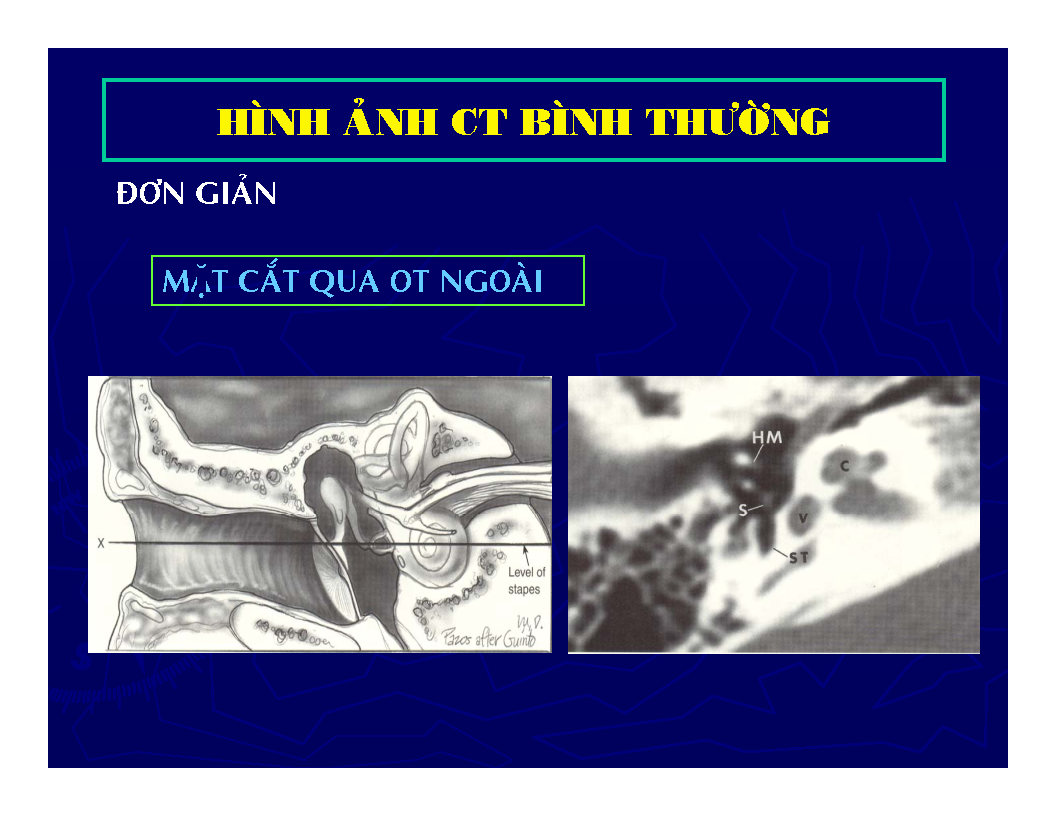 HÌNH ẢNH CT BÌNH THƯỜNG
ĐƠN GIẢN
MẶT CẮT QUA OT NGOÀI
X
Level of
stapes
M.D.
Pazos after Guinto
HM
C
S
V
ST